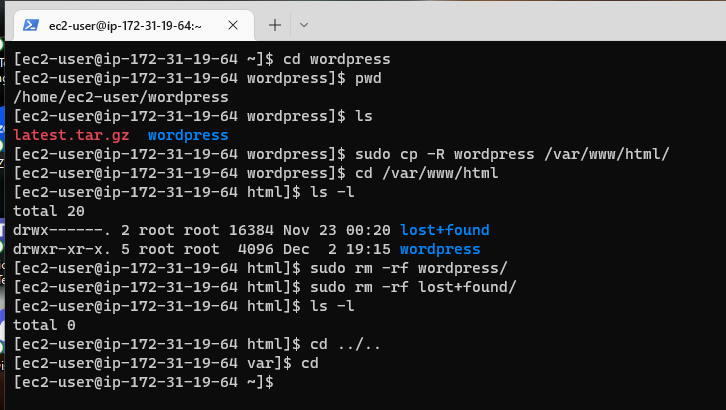 ec2-user@ip-172-31-19-64:~
[ec2-user@ip-172-31-19-64 ~]$ cd wordpress
[ec2-user@ip-172-31-19-64 wordpress]$ pwd
/home/ec2-user/wordpress
[ec2-user@ip-172-31-19-64 wordpress]$ ls
latest.tar.gz  wordpress
[ec2-user@ip-172-31-19-64 wordpress]$ sudo cp -R wordpress /var/www/html/
[ec2-user@ip-172-31-19-64 wordpress]$ cd /var/www/html
[ec2-user@ip-172-31-19-64 html]$ ls -l
total 20
drwx------. 2 root root 16384 Nov 23 00:20 lost+found
drwxr-xr-x. 5 root root  4096 Dec  2 19:15 wordpress
[ec2-user@ip-172-31-19-64 html]$ sudo rm -rf wordpress/
[ec2-user@ip-172-31-19-64 html]$ sudo rm -rf lost+found/
[ec2-user@ip-172-31-19-64 html]$ ls -l
total 0
[ec2-user@ip-172-31-19-64 html]$ cd ../..
[ec2-user@ip-172-31-19-64 var]$ cd
[ec2-user@ip-172-31-19-64 ~]$